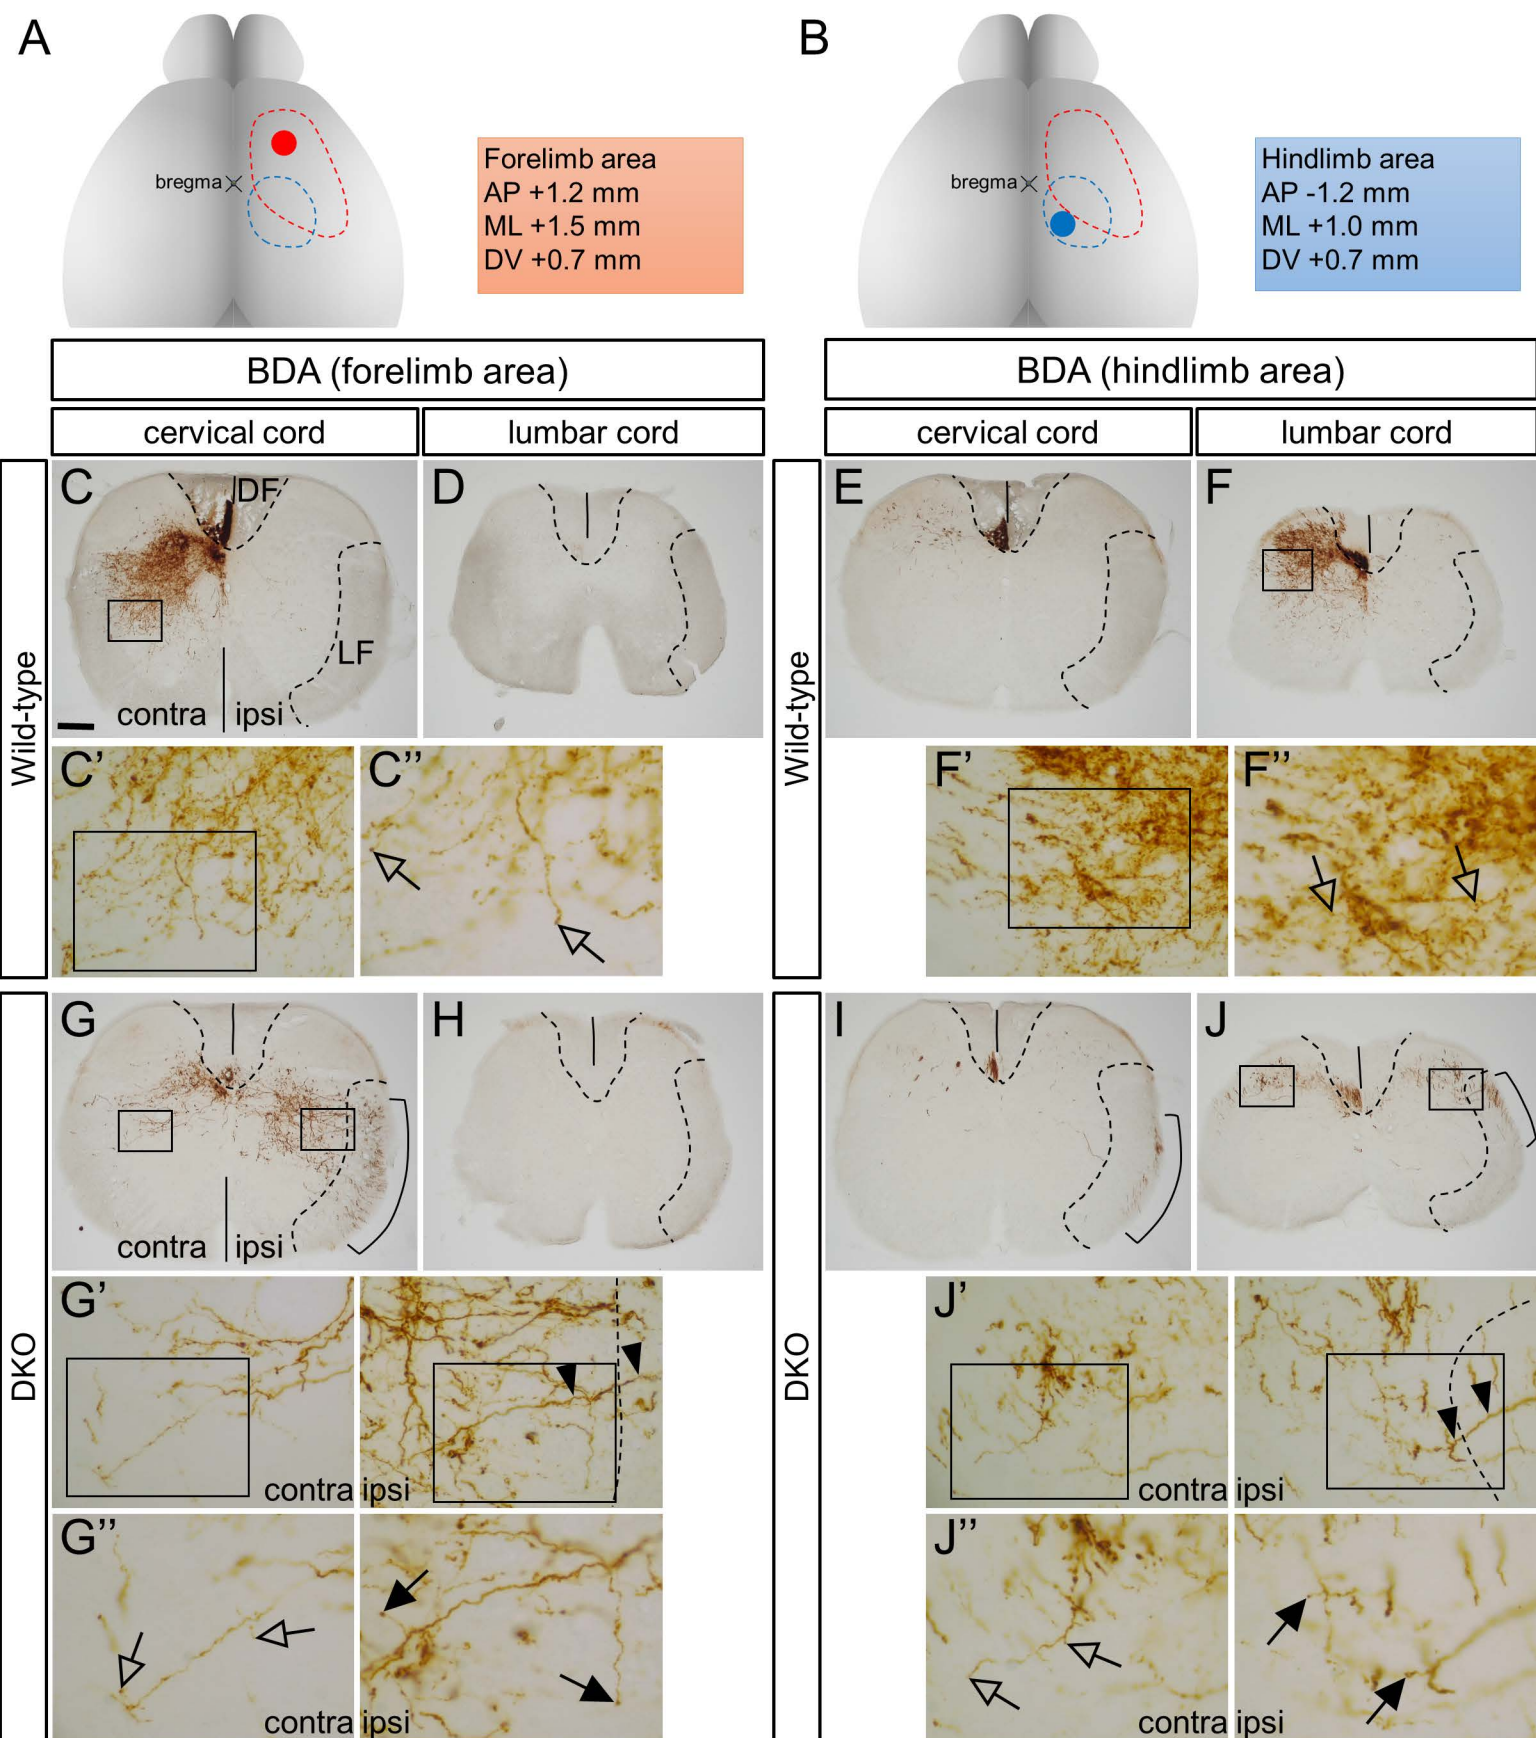 A
B
bregma
Forelimb area
AP +1.2 mm
ML +1.5 mm
DV +0.7 mm
bregma
Hindlimb area
AP -1.2 mm
ML +1.0 mm
DV +0.7 mm
BDA (forelimb area)
BDA (hindlimb area)
cervical cord
lumbar cord
cervical cord
lumbar cord
Wild-type
C
DF
LF
contra
ipsi
D
Wild-type
E
F
C'
C''
F'
F''
DKO
G
contra
ipsi
H
DKO
I
J
G'
contra
ipsi
J'
contra
ipsi
G''
contra
ipsi
J''
contra
ipsi